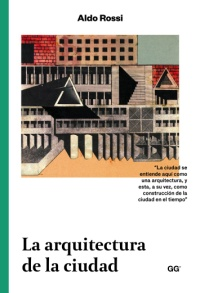 Aldo Rossi
"La ciudad se
entiende aquí como
una arquitectura, y
esta, a su vez, como
construcción de la
ciudad en el tiempo"
La arquitectura
de la ciudad
GG®